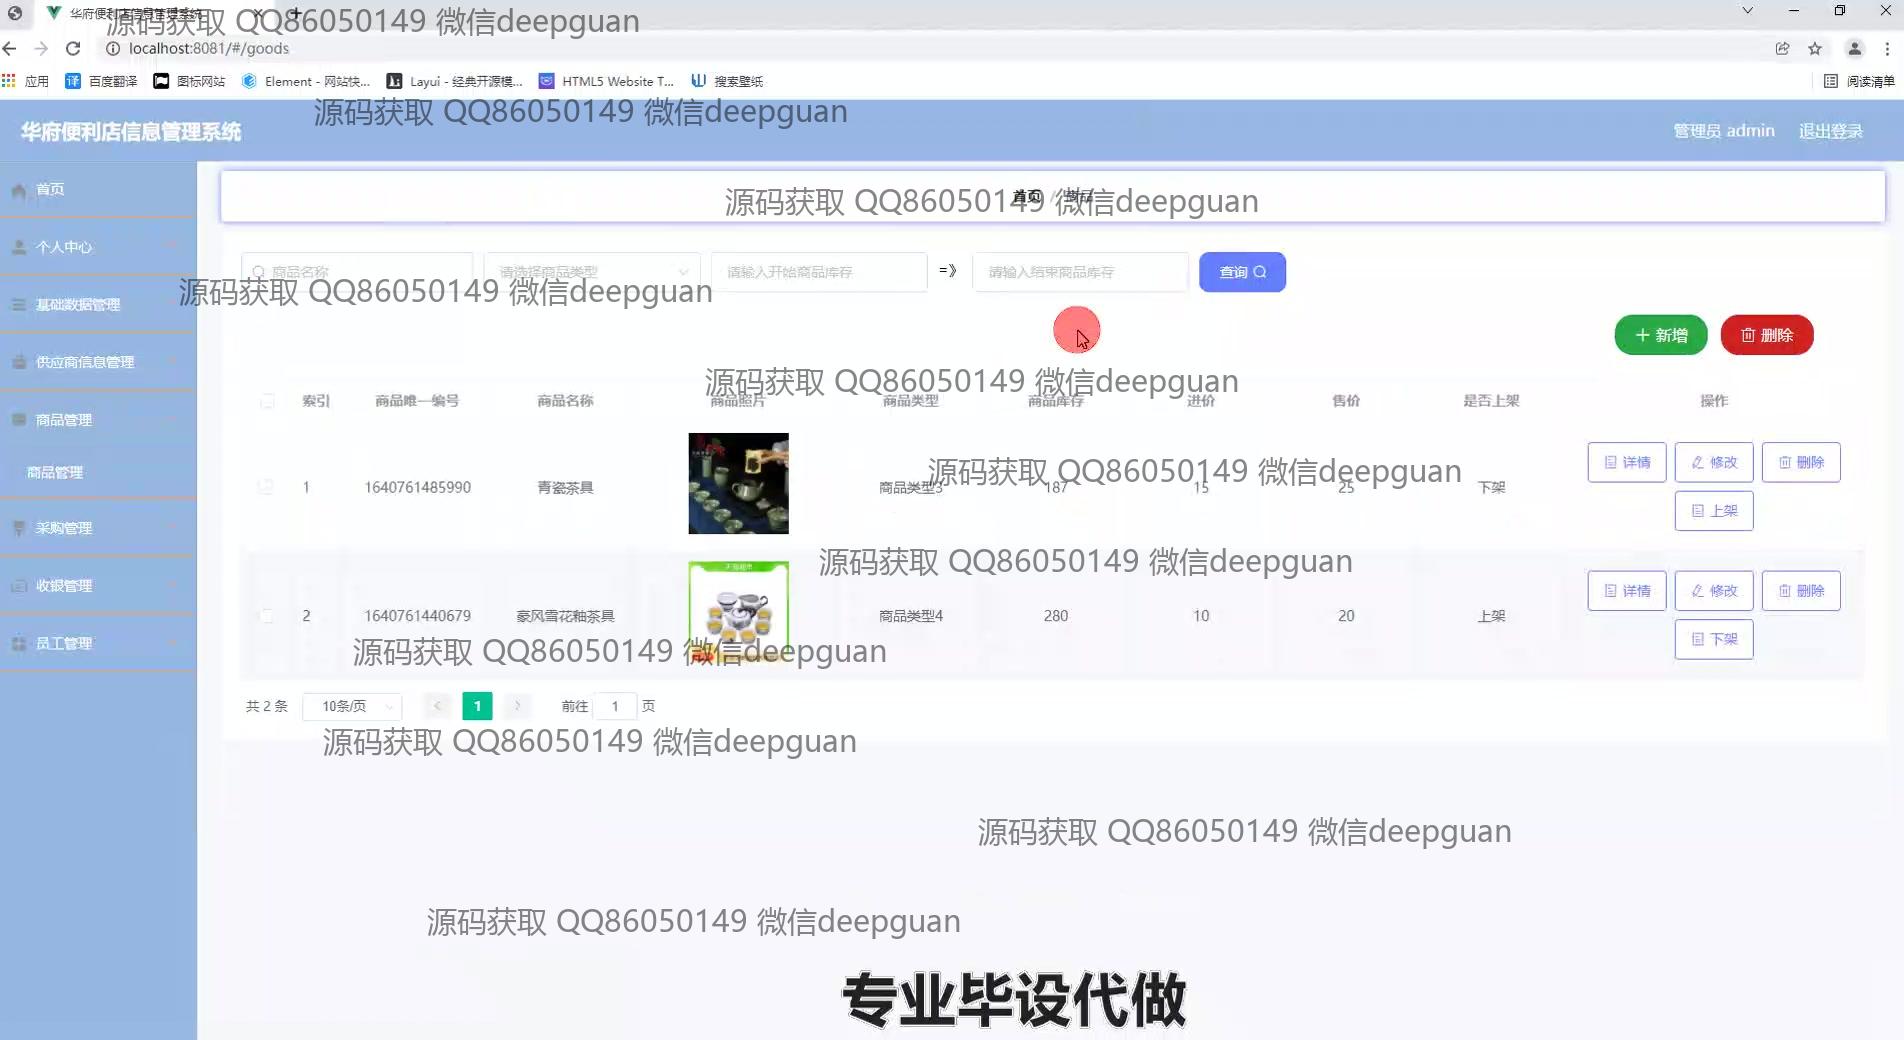 华府便利店信息管理系统
源码获取 QQ86050149 微信deepguan
localhost:8081/#/goods
应用 百度翻译 图标网站 Element - 网站快... Layui - 经典开源模... HTML5 Website T... 搜索壁纸 阅读清单
源码获取 QQ86050149 微信deepguan
华府便利店信息管理系统 管理员 admin 退出登录
首页
首页 / 商品
源码获取 QQ86050149 微信deepguan
个人中心
商品名称 请选择商品类型 请输入开始商品库存 =》 请输入结束商品库存 查询
源码获取 QQ86050149 微信deepguan
基础数据管理
新增 删除
供应商信息管理
源码获取 QQ86050149 微信deepguan
索引 商品唯一编号 商品名称 商品照片 商品类型 商品库存 进价 售价 是否上架 操作
商品管理
商品管理
源码获取 QQ86050149 微信deepguan
1 1640761485990 青瓷茶具 商品类型3 187 15 25 下架 详情 修改 删除
上架
采购管理
源码获取 QQ86050149 微信deepguan
收银管理
2 1640761440679 豪风雪花釉茶具 商品类型4 280 10 20 上架 详情 修改 删除
下架
员工管理
源码获取 QQ86050149 微信deepguan
共 2 条 10条/页 < 1 > 前往 1 页
源码获取 QQ86050149 微信deepguan
源码获取 QQ86050149 微信deepguan
源码获取 QQ86050149 微信deepguan
专业毕设代做